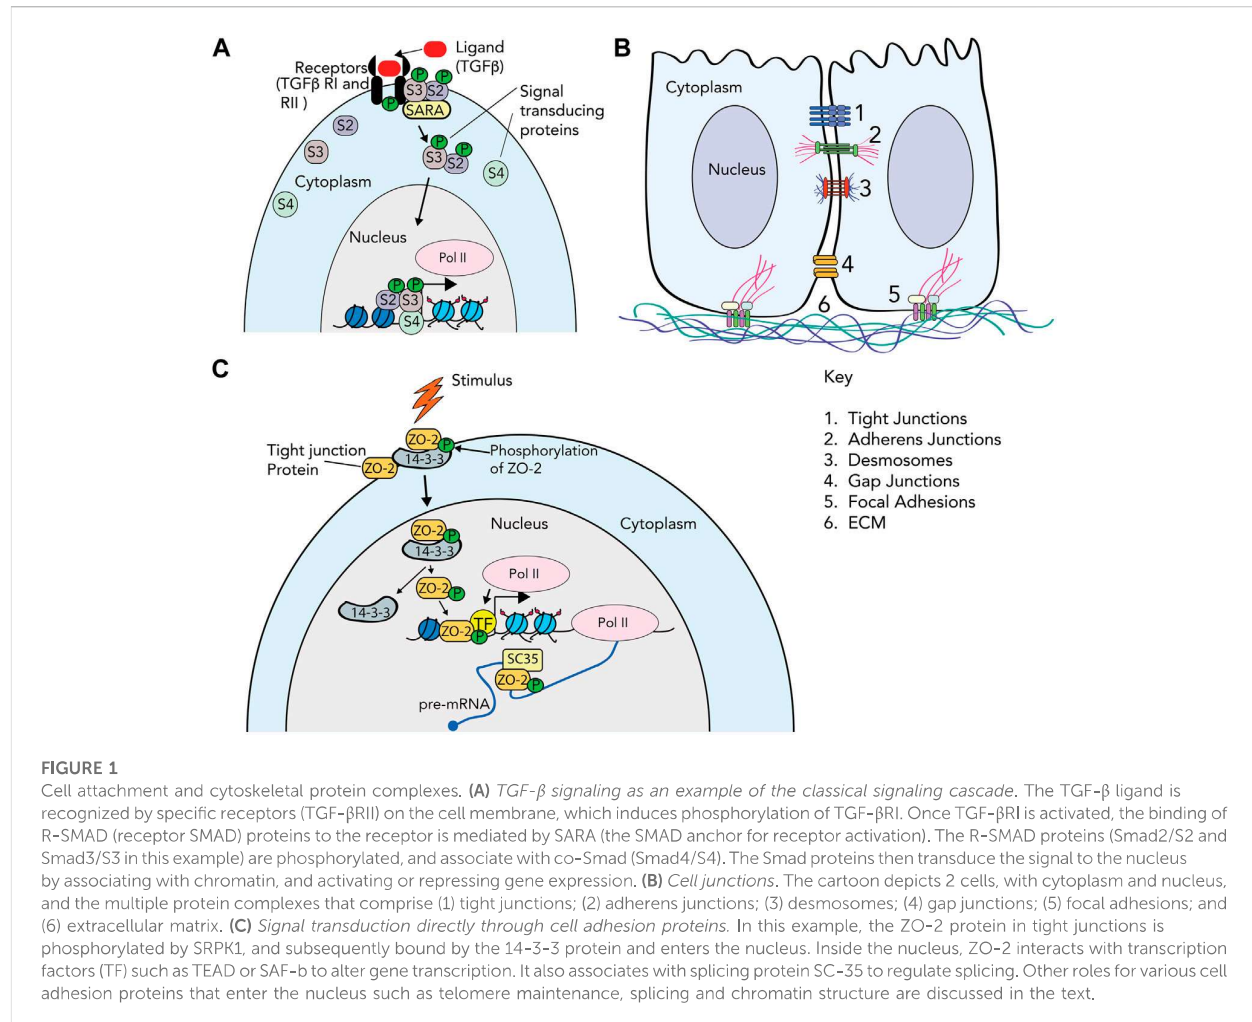 A
Ligand
(TGFβ)
Receptors
(TGFβ RI and
RII )
P
P
P
S3
S2
SARA
Signal
transducing
proteins
S2
S3
P
P
S3
S2
S4
Cytoplasm
S4
Nucleus
Pol II
P
P
S2
S3
S4
B
Cytoplasm
Nucleus
1
2
3
4
5
6
Key
1. Tight Junctions
2. Adherens Junctions
3. Desmosomes
4. Gap Junctions
5. Focal Adhesions
6. ECM
C
Stimulus
ZO-2
P
14-3-3
Tight junction
Protein
ZO-2
Phosphorylation
of ZO-2
Nucleus
Cytoplasm
ZO-2
P
14-3-3
Pol II
ZO-2
P
14-3-3
TF
ZO-2
P
Pol II
SC35
ZO-2
P
pre-mRNA
FIGURE 1
Cell attachment and cytoskeletal protein complexes. (A) TGF-β signaling as an example of the classical signaling cascade. The TGF-β ligand is
recognized by specific receptors (TGF-βRII) on the cell membrane, which induces phosphorylation of TGF-βRI. Once TGF-βRI is activated, the binding of
R-SMAD (receptor SMAD) proteins to the receptor is mediated by SARA (the SMAD anchor for receptor activation). The R-SMAD proteins (Smad2/S2 and
Smad3/S3 in this example) are phosphorylated, and associate with co-Smad (Smad4/S4). The Smad proteins then transduce the signal to the nucleus
by associating with chromatin, and activating or repressing gene expression. (B) Cell junctions. The cartoon depicts 2 cells, with cytoplasm and nucleus,
and the multiple protein complexes that comprise (1) tight junctions; (2) adherens junctions; (3) desmosomes; (4) gap junctions; (5) focal adhesions; and
(6) extracellular matrix. (C) Signal transduction directly through cell adhesion proteins. In this example, the ZO-2 protein in tight junctions is
phosphorylated by SRPK1, and subsequently bound by the 14-3-3 protein and enters the nucleus. Inside the nucleus, ZO-2 interacts with transcription
factors (TF) such as TEAD or SAF-b to alter gene transcription. It also associates with splicing protein SC-35 to regulate splicing. Other roles for various cell
adhesion proteins that enter the nucleus such as telomere maintenance, splicing and chromatin structure are discussed in the text.